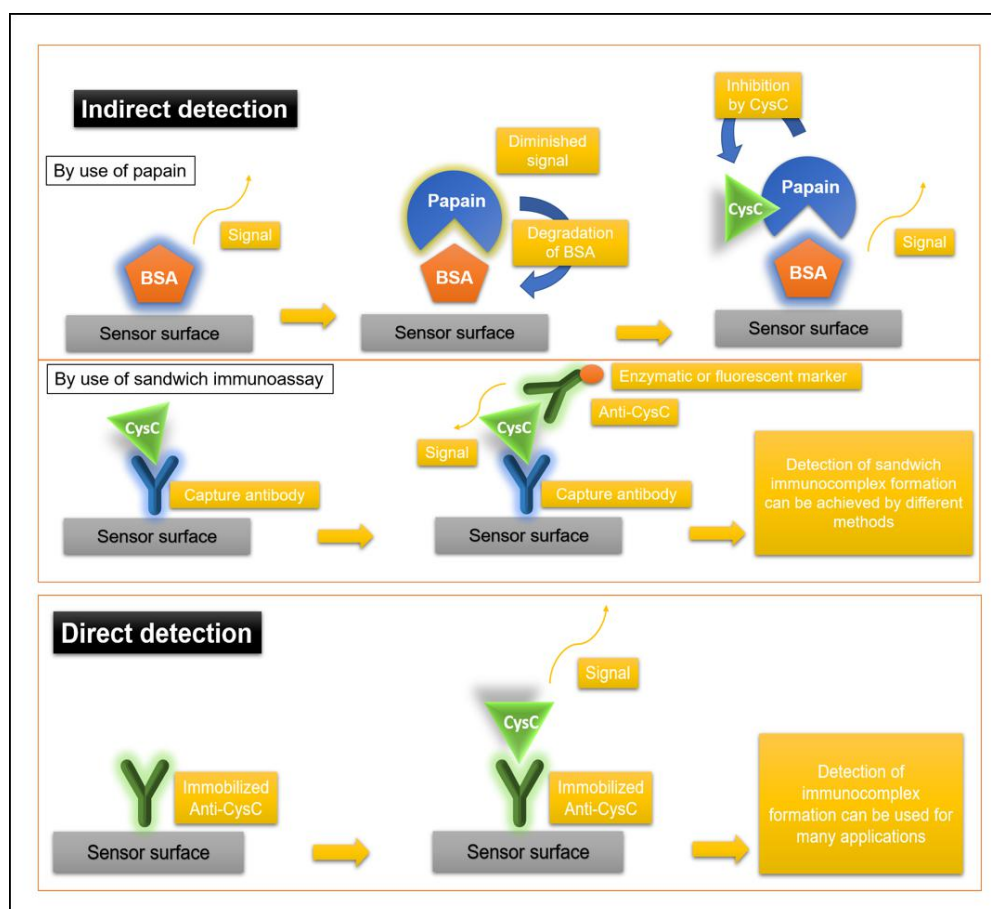 Indirect detection
By use of papain
Signal
BSA
Sensor surface
Diminished
signal
Papain
Degradation
of BSA
BSA
Sensor surface
Inhibition
by CysC
Papain
CysC
Signal
BSA
Sensor surface
By use of sandwich immunoassay
CysC
Capture antibody
Sensor surface
Enzymatic or fluorescent marker
Anti-CysC
CysC
Signal
Capture antibody
Sensor surface
Detection of sandwich
immunocomplex formation
can be achieved by different
methods
Direct detection
Immobilized
Anti-CysC
Sensor surface
Signal
CysC
Immobilized
Anti-CysC
Sensor surface
Detection of
immunocomplex
formation can be used for
many applications